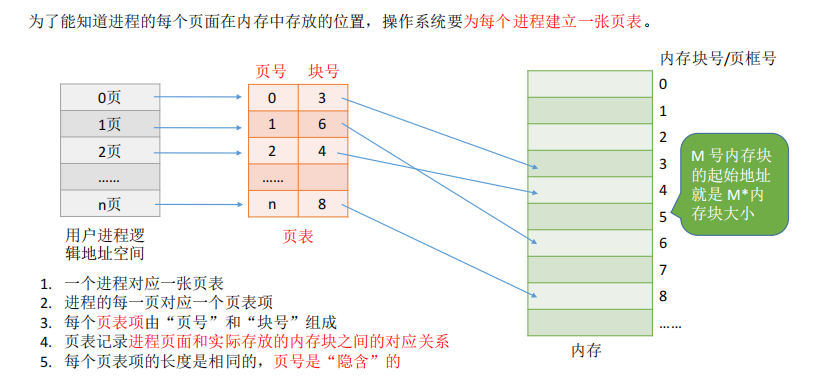 为了能知道进程的每个页面在内存中存放的位置，操作系统要为每个进程建立一张页表。
内存块号/页框号
页号 块号
0页
1页
2页
……
n页
用户进程逻
辑地址空间
0 3
1 6
2 4
……
n 8
页表
0
1
2
3
4
5
6
7
8
……
内存
M 号内存块
的起始地址
就是 M*内
存块大小
1. 一个进程对应一张页表
2. 进程的每一页对应一个页表项
3. 每个页表项由“页号”和“块号”组成
4. 页表记录进程页面和实际存放的内存块之间的对应关系
5. 每个页表项的长度是相同的，页号是“隐含”的